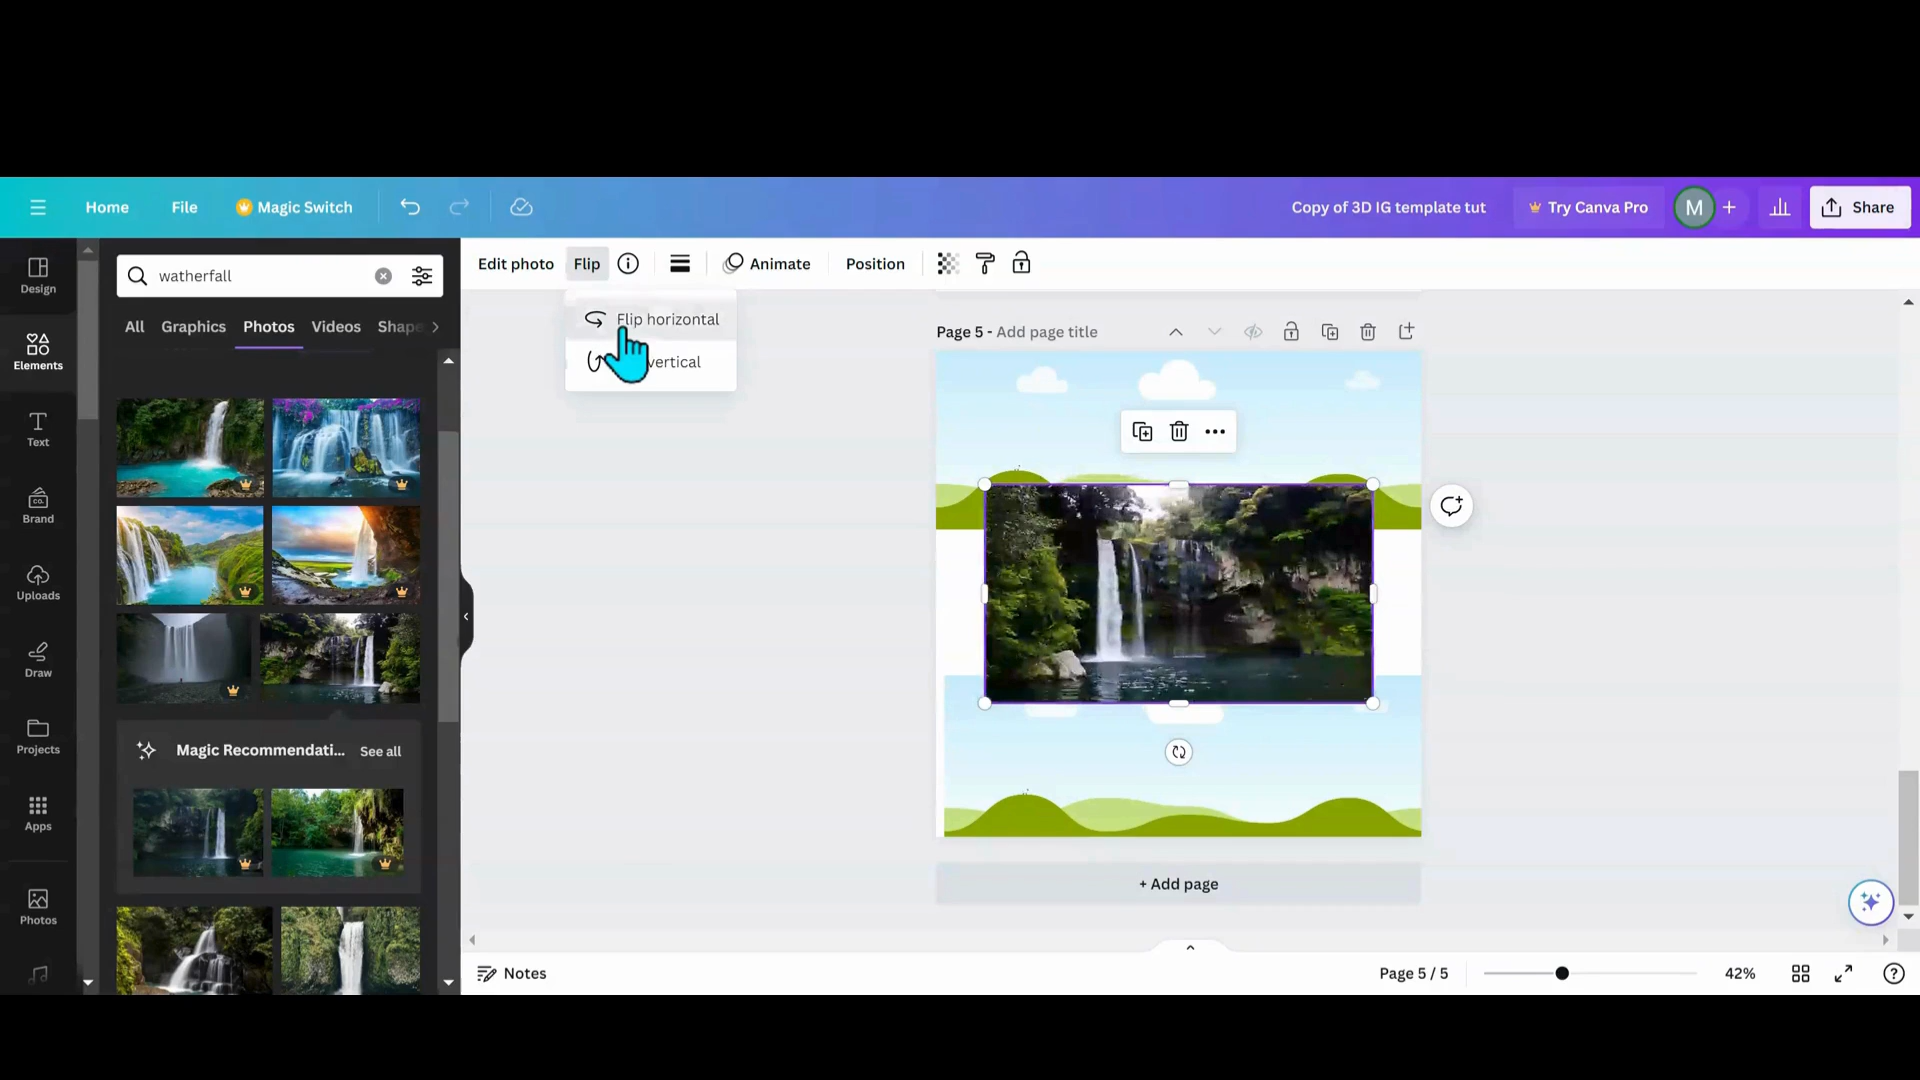 Home File Magic Switch Copy of 3D IG template tut Try Canva Pro M + Share
Design
Elements
Text
Brand
Uploads
Draw
Projects
Apps
Photos
watherfall
All Graphics Photos Videos Shape
Magic Recommendati... See all
Edit photo Flip Animate Position
Flip horizontal
vertical
Page 5 - Add page title
+ Add page
Notes Page 5 / 5 42%